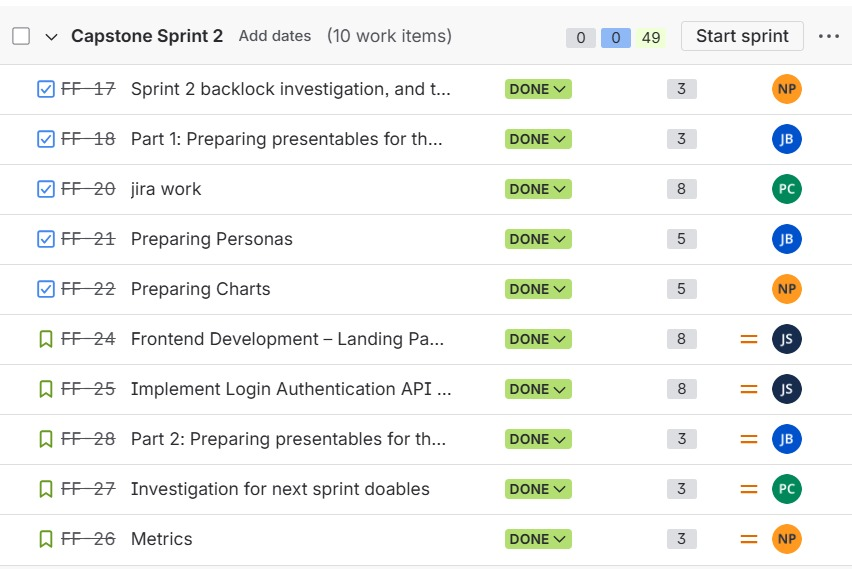 Capstone Sprint 2 Add dates (10 work items) 0 0 49 Start sprint
FF-17 Sprint 2 backlock investigation, and t... DONE 3 NP
FF-18 Part 1: Preparing presentables for th... DONE 3 JB
FF-20 jira work DONE 8 PC
FF-21 Preparing Personas DONE 5 JB
FF-22 Preparing Charts DONE 5 NP
FF-24 Frontend Development – Landing Pa... DONE 8 JS
FF-25 Implement Login Authentication API ... DONE 8 JS
FF-28 Part 2: Preparing presentables for th... DONE 3 JB
FF-27 Investigation for next sprint doables DONE 3 PC
FF-26 Metrics DONE 3 NP